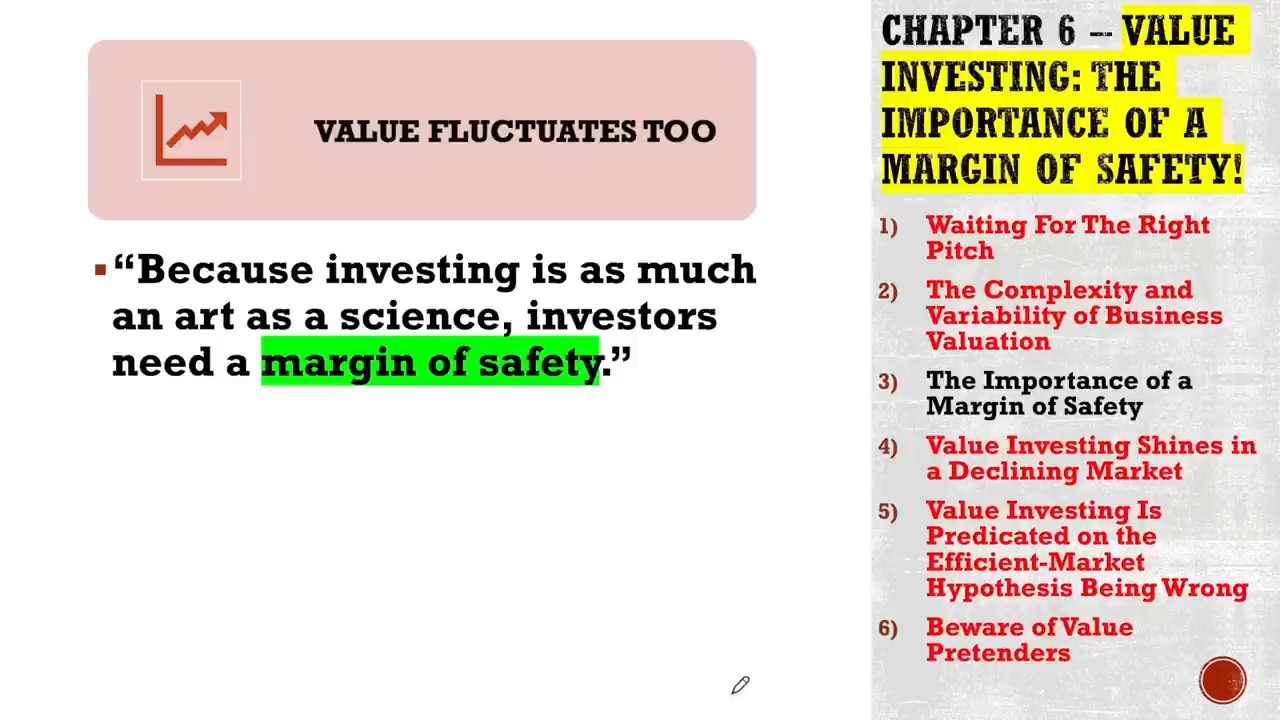 VALUE FLUCTUATES TOO
“Because investing is as much
an art as a science, investors
need a margin of safety.”
CHAPTER 6 – VALUE
INVESTING: THE
IMPORTANCE OF A
MARGIN OF SAFETY!
1) Waiting For The Right
Pitch
2) The Complexity and
Variability of Business
Valuation
3) The Importance of a
Margin of Safety
4) Value Investing Shines in
a Declining Market
5) Value Investing Is
Predicated on the
Efficient-Market
Hypothesis Being Wrong
6) Beware of Value
Pretenders